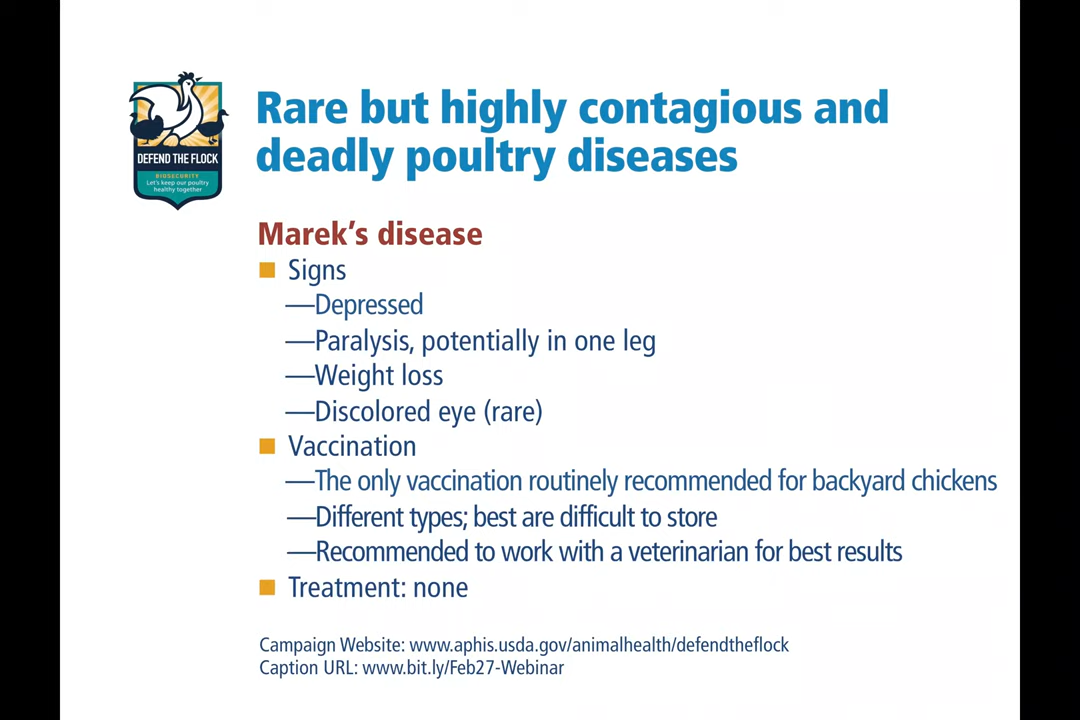 DEFEND THE FLOCK
BIOSECURITY
Let's keep our poultry
healthy together
Rare but highly contagious and
deadly poultry diseases
Marek’s disease
Signs
—Depressed
—Paralysis, potentially in one leg
—Weight loss
—Discolored eye (rare)
Vaccination
—The only vaccination routinely recommended for backyard chickens
—Different types; best are difficult to store
—Recommended to work with a veterinarian for best results
Treatment: none
Campaign Website: www.aphis.usda.gov/animalhealth/defendtheflock
Caption URL: www.bit.ly/Feb27-Webinar